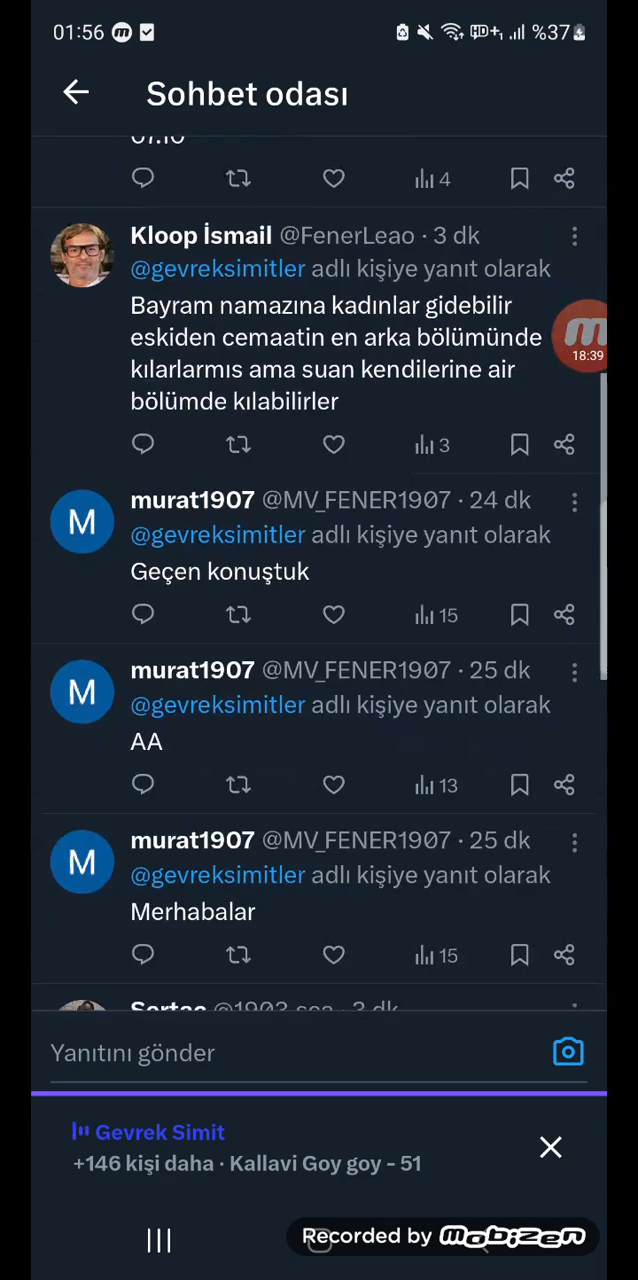 01:56
%37
Sohbet odası
07.10
4
Kloop İsmail @FenerLeao · 3 dk
@gevreksimitler adlı kişiye yanıt olarak
Bayram namazına kadınlar gidebilir
eskiden cemaatin en arka bölümünde
kılarlarmıs ama suan kendilerine air
bölümde kılabilirler
18:39
3
murat1907 @MV_FENER1907 · 24 dk
@gevreksimitler adlı kişiye yanıt olarak
Geçen konuştuk
15
murat1907 @MV_FENER1907 · 25 dk
@gevreksimitler adlı kişiye yanıt olarak
AA
13
murat1907 @MV_FENER1907 · 25 dk
@gevreksimitler adlı kişiye yanıt olarak
Merhabalar
15
Sertaç @1903_sca · 3 dk
Yanıtını gönder
Gevrek Simit
+146 kişi daha · Kallavi Goy goy - 51
Recorded by mobizen